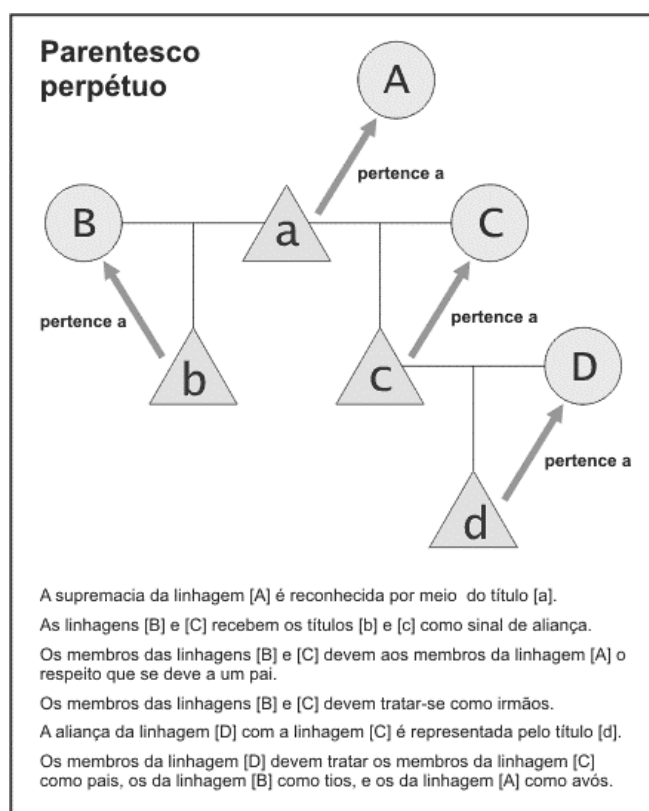 Parentesco
perpétuo
A
pertence a
B
a
C
pertence a
pertence a
b
c
D
pertence a
d
A supremacia da linhagem [A] é reconhecida por meio do título [a].
As linhagens [B] e [C] recebem os títulos [b] e [c] como sinal de aliança.
Os membros das linhagens [B] e [C] devem aos membros da linhagem [A] o
respeito que se deve a um pai.
Os membros das linhagens [B] e [C] devem tratar-se como irmãos.
A aliança da linhagem [D] com a linhagem [C] é representada pelo título [d].
Os membros da linhagem [D] devem tratar os membros da linhagem [C]
como pais, os da linhagem [B] como tios, e os da linhagem [A] como avós.